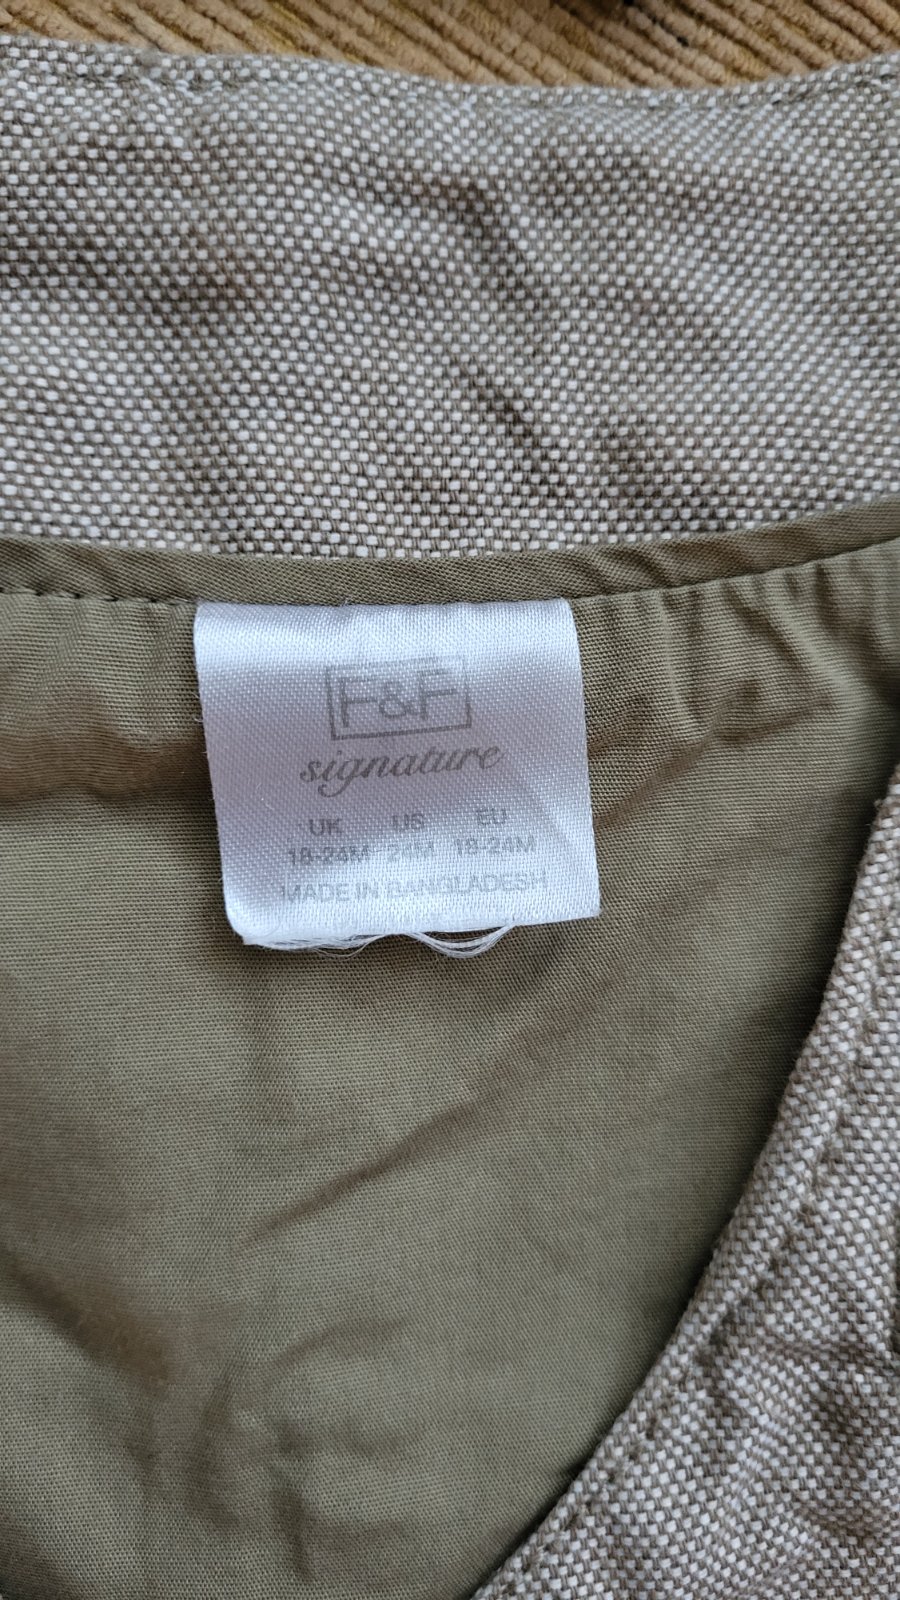 F&F
signature
UK US EU
18-24M 24M 18-24M
MADE IN BANGLADESH